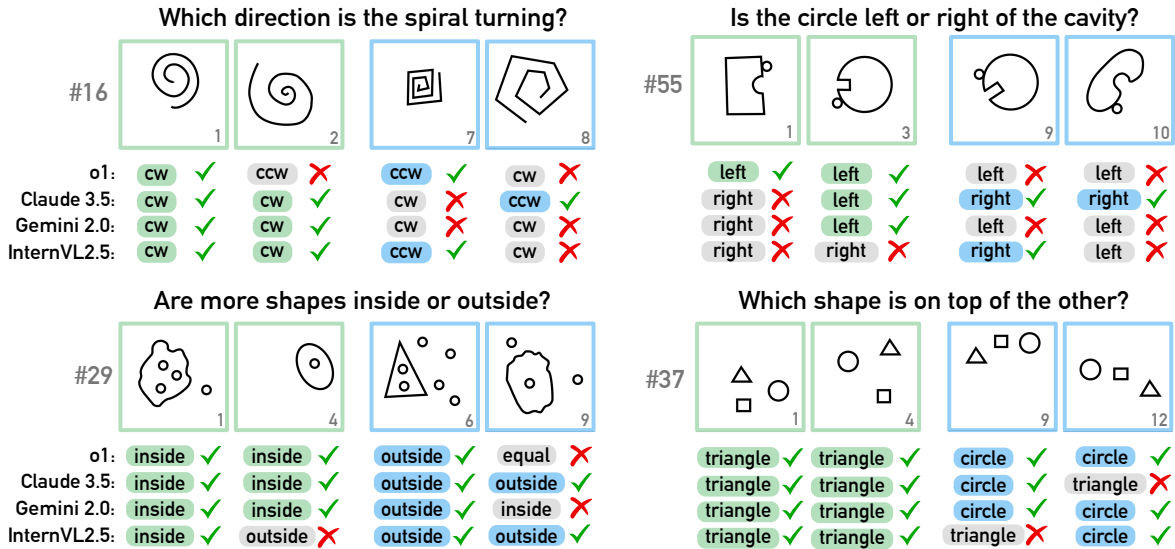 Which direction is the spiral turning?
#16
1
2
7
8
o1: cw ccw ccw cw
Claude 3.5: cw cw cw ccw
Gemini 2.0: cw cw cw cw
InternVL2.5: cw cw ccw cw
Is the circle left or right of the cavity?
#55
1
3
9
10
left left left left
right left right right
right left left left
right right right left
Are more shapes inside or outside?
#29
1
4
6
9
o1: inside inside outside equal
Claude 3.5: inside inside outside outside
Gemini 2.0: inside inside outside inside
InternVL2.5: inside outside outside outside
Which shape is on top of the other?
#37
1
4
9
12
triangle triangle circle circle
triangle triangle circle triangle
triangle triangle circle circle
triangle triangle triangle circle